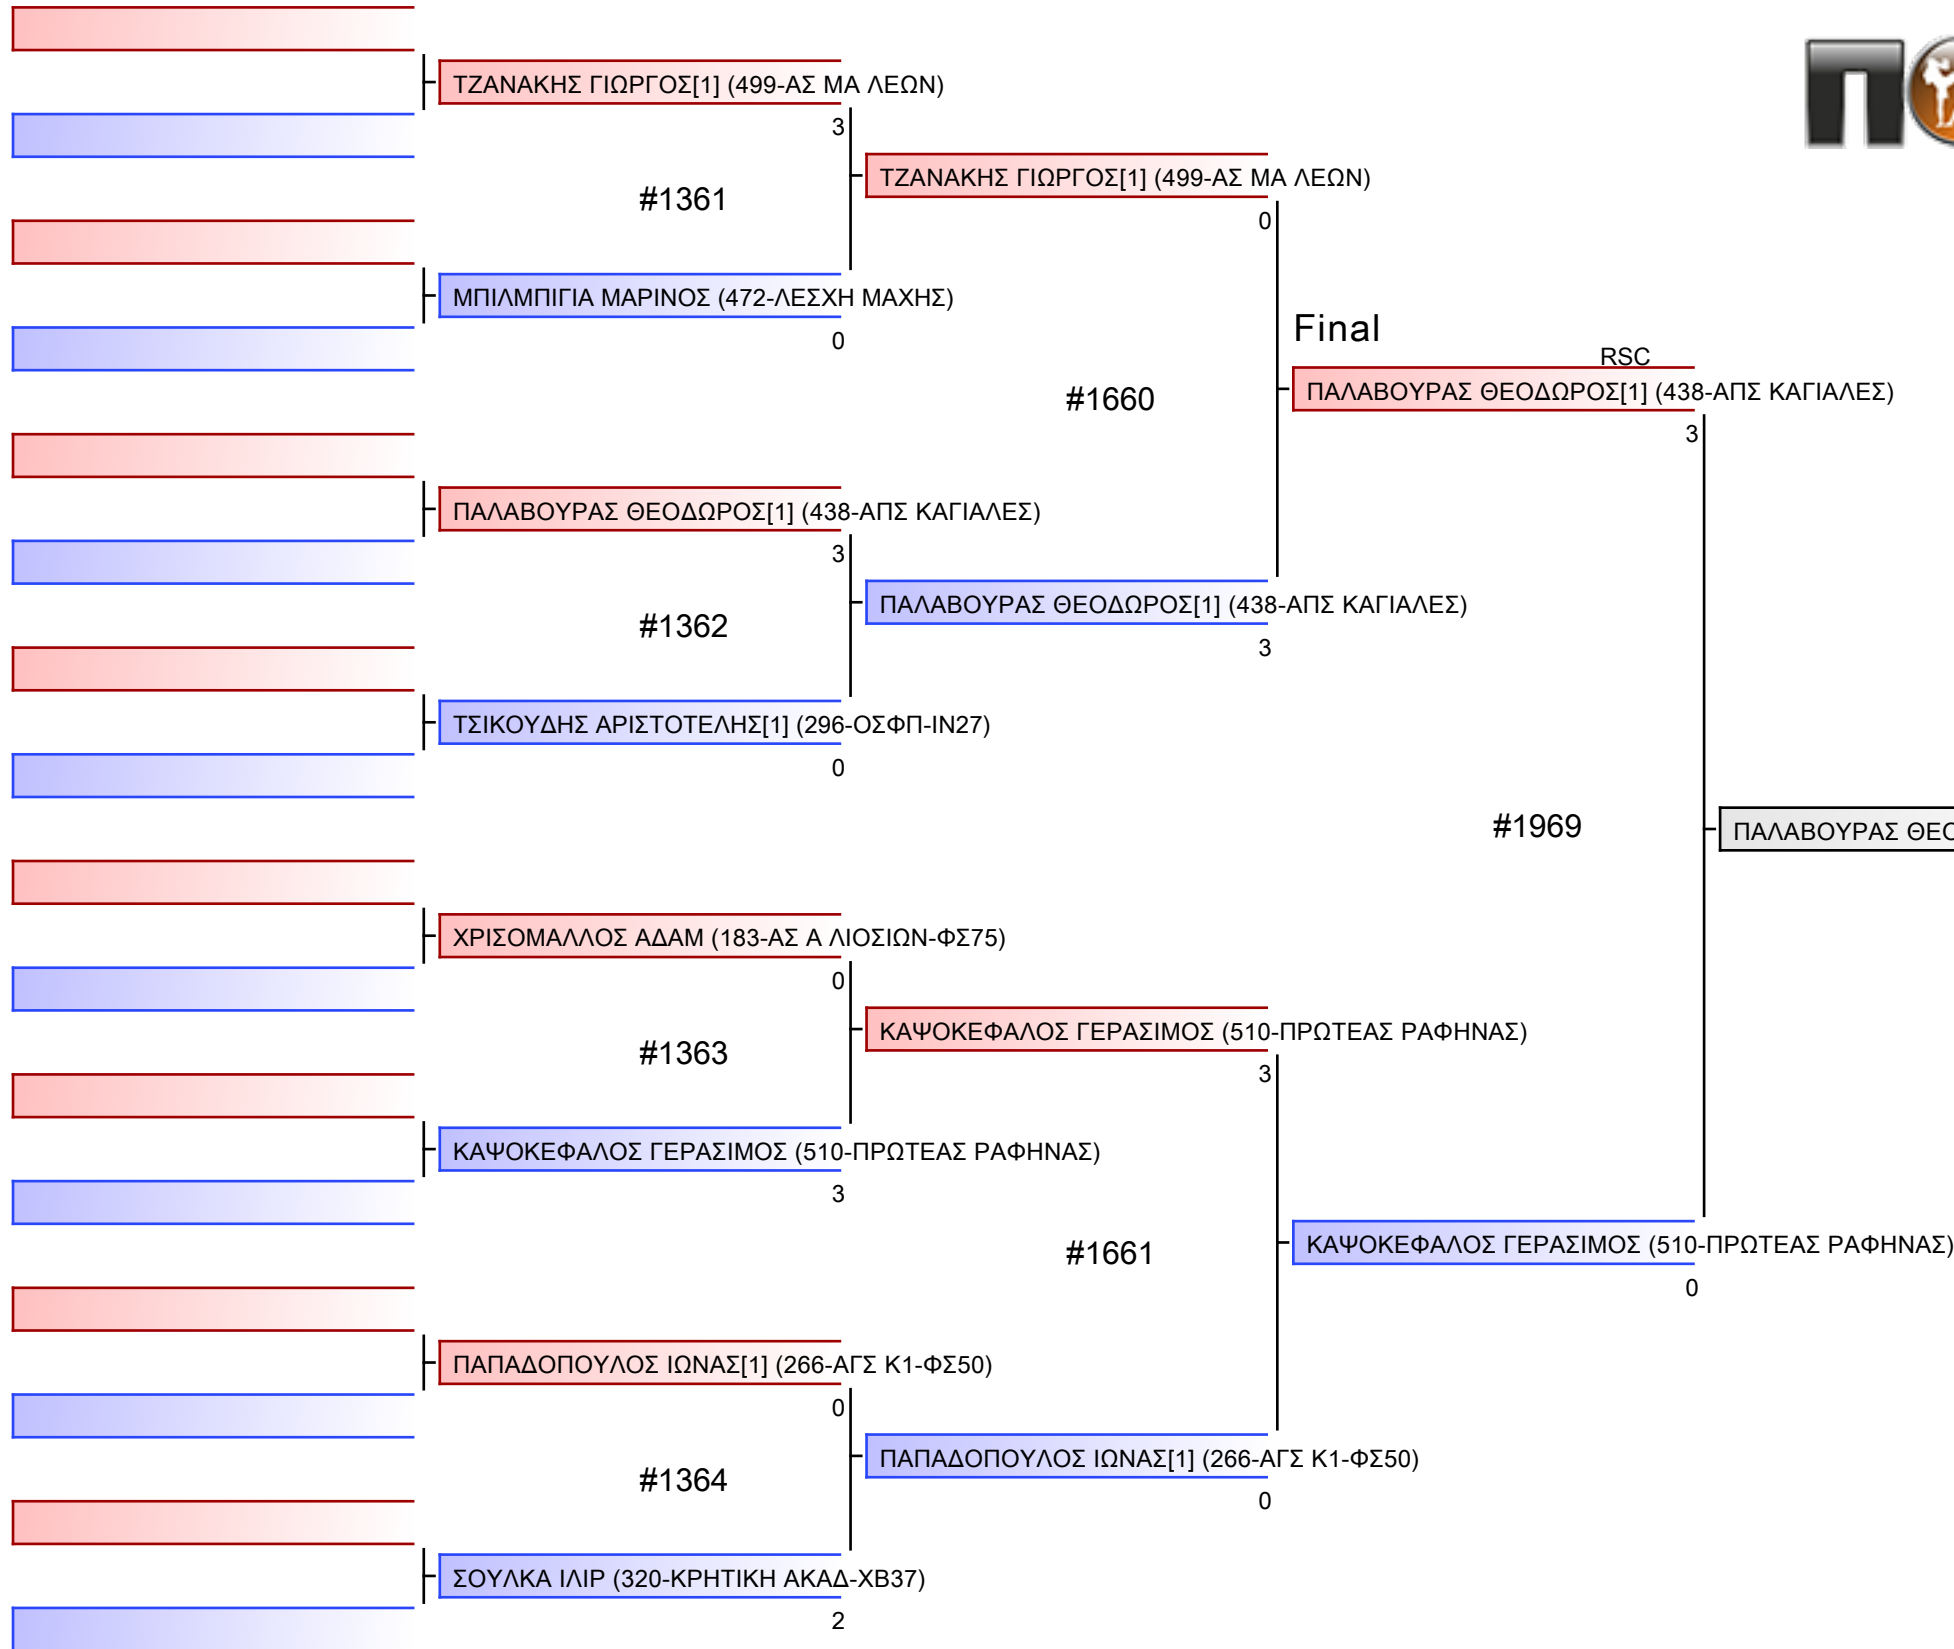 ΤΖΑΝΑΚΗΣ ΓΙΩΡΓΟΣ[1] (499-ΑΣ ΜΑ ΛΕΩΝ)
3
#1361
ΜΠΙΛΜΠΙΓΙΑ ΜΑΡΙΝΟΣ (472-ΛΕΣΧΗ ΜΑΧΗΣ)
0
ΠΑΛΑΒΟΥΡΑΣ ΘΕΟΔΩΡΟΣ[1] (438-ΑΠΣ ΚΑΓΙΑΛΕΣ)
3
#1362
ΤΣΙΚΟΥΔΗΣ ΑΡΙΣΤΟΤΕΛΗΣ[1] (296-ΟΣΦΠ-ΙΝ27)
0
ΧΡΙΣΟΜΑΛΛΟΣ ΑΔΑΜ (183-ΑΣ Α ΛΙΟΣΙΩΝ-ΦΣ75)
0
#1363
ΚΑΨΟΚΕΦΑΛΟΣ ΓΕΡΑΣΙΜΟΣ (510-ΠΡΩΤΕΑΣ ΡΑΦΗΝΑΣ)
3
ΠΑΠΑΔΟΠΟΥΛΟΣ ΙΩΝΑΣ[1] (266-ΑΓΣ Κ1-ΦΣ50)
0
#1364
ΣΟΥΛΚΑ ΙΛΙΡ (320-ΚΡΗΤΙΚΗ ΑΚΑΔ-ΧΒ37)
2
ΤΖΑΝΑΚΗΣ ΓΙΩΡΓΟΣ[1] (499-ΑΣ ΜΑ ΛΕΩΝ)
0
#1660
ΠΑΛΑΒΟΥΡΑΣ ΘΕΟΔΩΡΟΣ[1] (438-ΑΠΣ ΚΑΓΙΑΛΕΣ)
3
ΚΑΨΟΚΕΦΑΛΟΣ ΓΕΡΑΣΙΜΟΣ (510-ΠΡΩΤΕΑΣ ΡΑΦΗΝΑΣ)
3
#1661
ΠΑΠΑΔΟΠΟΥΛΟΣ ΙΩΝΑΣ[1] (266-ΑΓΣ Κ1-ΦΣ50)
0
Final
RSC
ΠΑΛΑΒΟΥΡΑΣ ΘΕΟΔΩΡΟΣ[1] (438-ΑΠΣ ΚΑΓΙΑΛΕΣ)
3
#1969
ΚΑΨΟΚΕΦΑΛΟΣ ΓΕΡΑΣΙΜΟΣ (510-ΠΡΩΤΕΑΣ ΡΑΦΗΝΑΣ)
0
ΠΑΛΑΒΟΥΡΑΣ